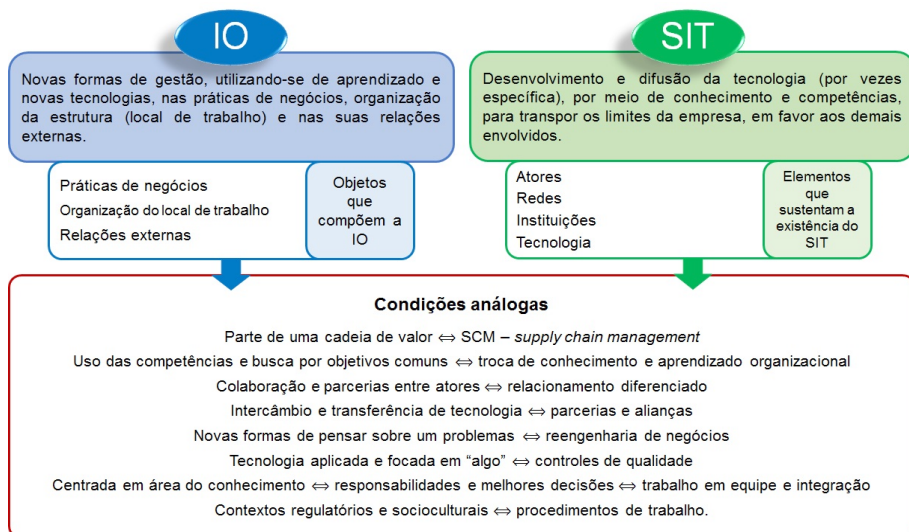 IO
Novas formas de gestão, utilizando-se de aprendizado e
novas tecnologias, nas práticas de negócios, organização
da estrutura (local de trabalho) e nas suas relações
externas.
Práticas de negócios
Organização do local de trabalho
Relações externas
Objetos
que
compõem a
IO
SIT
Desenvolvimento e difusão da tecnologia (por vezes
específica), por meio de conhecimento e competências,
para transpor os limites da empresa, em favor aos demais
envolvidos.
Atores
Redes
Instituições
Tecnologia
Elementos
que
sustentam a
existência do
SIT
Condições análogas
Parte de uma cadeia de valor ⇔ SCM – supply chain management
Uso das competências e busca por objetivos comuns ⇔ troca de conhecimento e aprendizado organizacional
Colaboração e parcerias entre atores ⇔ relacionamento diferenciado
Intercâmbio e transferência de tecnologia ⇔ parcerias e alianças
Novas formas de pensar sobre um problemas ⇔ reengenharia de negócios
Tecnologia aplicada e focada em “algo” ⇔ controles de qualidade
Centrada em área do conhecimento ⇔ responsabilidades e melhores decisões ⇔ trabalho em equipe e integração
Contextos regulatórios e socioculturais ⇔ procedimentos de trabalho.